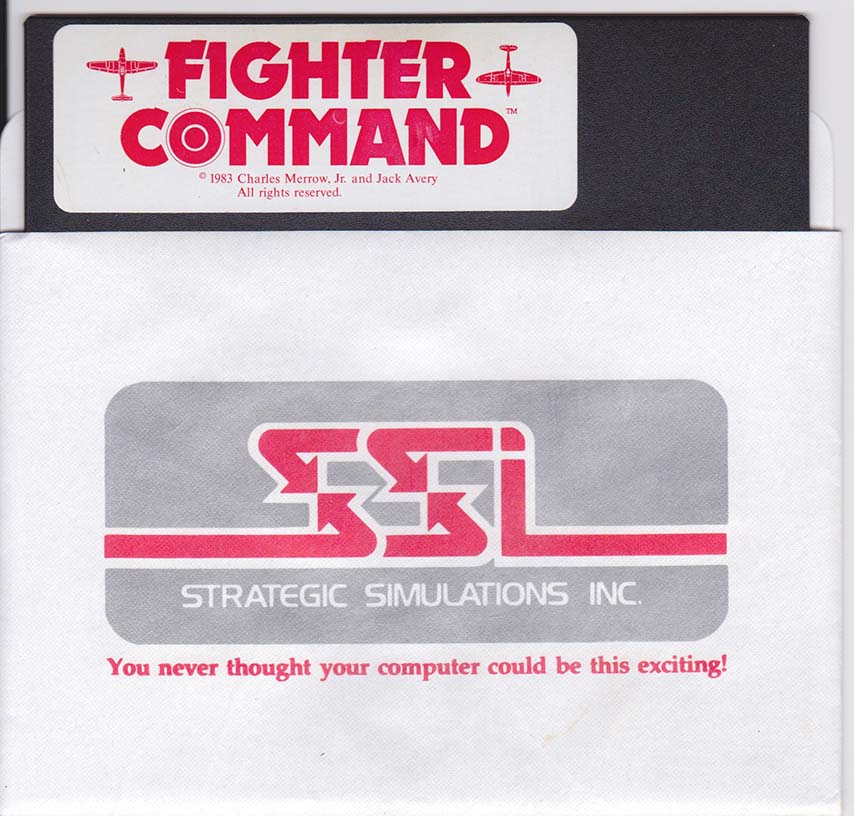 FIGHTER
COMMAND™
© 1983 Charles Merrow, Jr. and Jack Avery
All rights reserved.
SSi
STRATEGIC SIMULATIONS INC.
You never thought your computer could be this exciting!